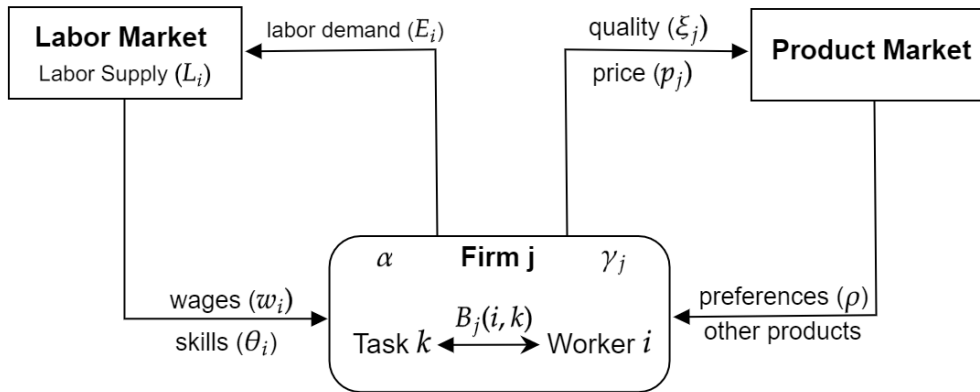 Labor Market
Labor Supply (L_i)
labor demand (E_i)
quality (ξ_j)
price (p_j)
Product Market
α Firm j γ_j
wages (w_i)
skills (θ_i)
B_j(i, k)
Task k Worker i
preferences (ρ)
other products